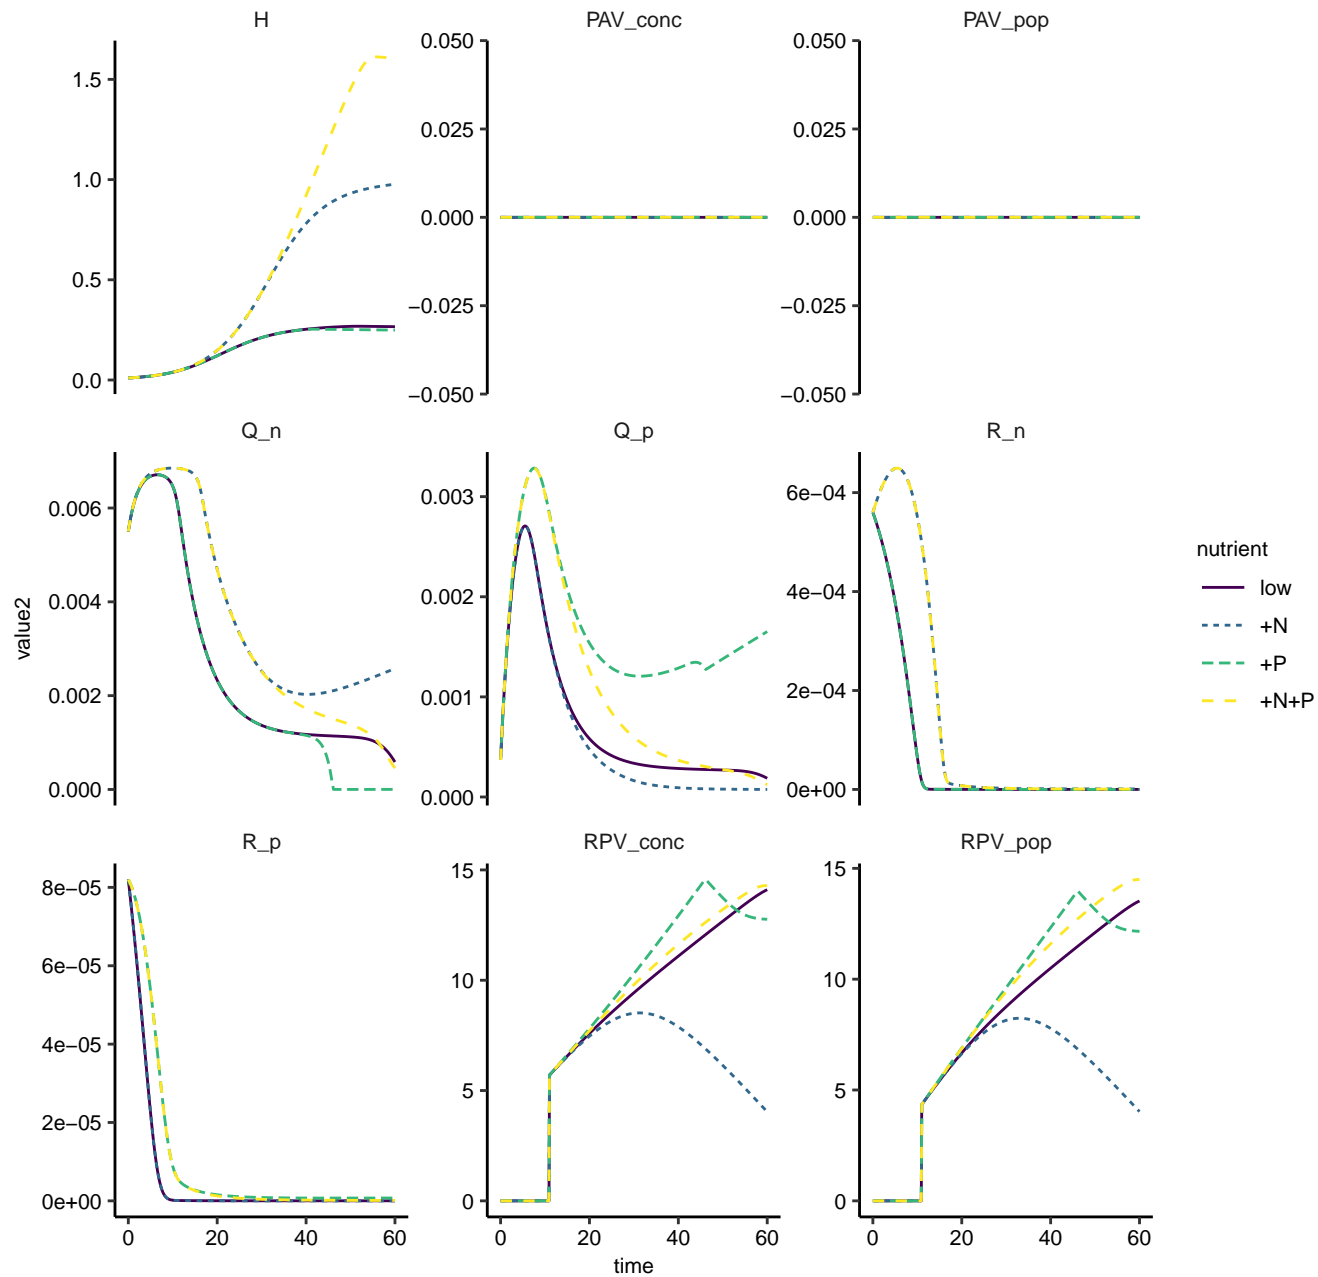 H
PAV_conc
PAV_pop
1.5
1.0
0.5
0.0
0.050
0.025
0.000
−0.025
−0.050
0.050
0.025
0.000
−0.025
−0.050
Q_n
Q_p
R_n
0.006
0.004
0.002
0.000
0.003
0.002
0.001
0.000
6e−04
4e−04
2e−04
0e+00
R_p
RPV_conc
RPV_pop
8e−05
6e−05
4e−05
2e−05
0e+00
15
10
5
0
15
10
5
0
0 20 40 60
0 20 40 60
0 20 40 60
time
value2
nutrient
low
+N
+P
+N+P